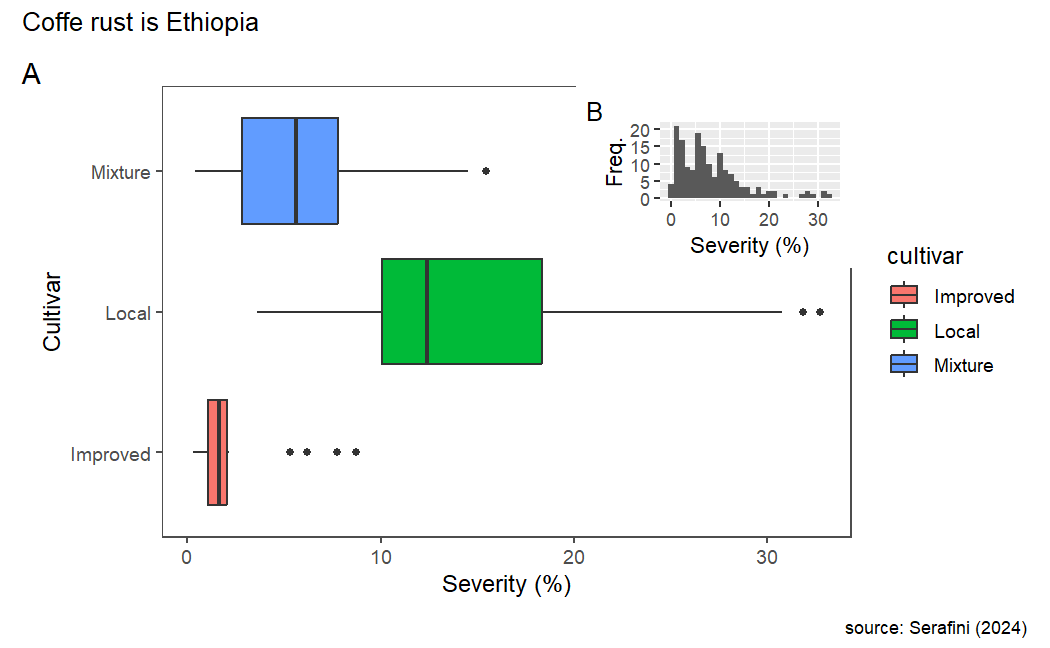 Coffe rust is Ethiopia
A
Cultivar
Mixture
Local
Improved
0 10 20 30
Severity (%)
B
Freq.
20
15
10
5
0
0 10 20 30
Severity (%)
cultivar
Improved
Local
Mixture
source: Serafini (2024)